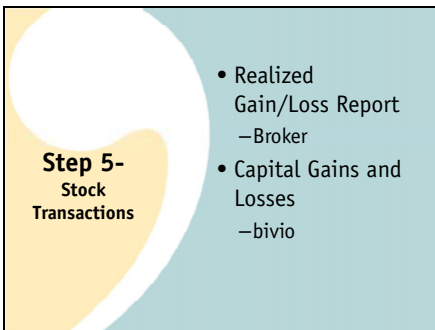 Step 5-
Stock
Transactions
• Realized
Gain/Loss Report
–Broker
• Capital Gains and
Losses
–bivio